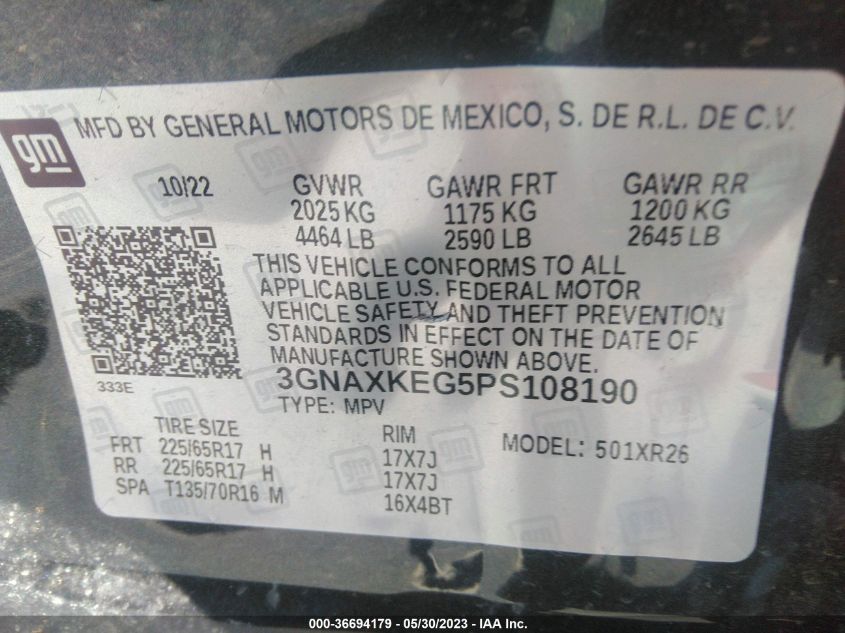 gm
MFD BY GENERAL MOTORS DE MEXICO, S. DE R.L. DE C.V.
10/22 GVWR GAWR FRT GAWR RR
2025 KG 1175 KG 1200 KG
4464 LB 2590 LB 2645 LB
THIS VEHICLE CONFORMS TO ALL
APPLICABLE U.S. FEDERAL MOTOR
VEHICLE SAFETY AND THEFT PREVENTION
STANDARDS IN EFFECT ON THE DATE OF
MANUFACTURE SHOWN ABOVE.
333E
3GNAXKEG5PS108190
TYPE: MPV
TIRE SIZE RIM MODEL: 501XR26
FRT 225/65R17 H 17X7J
RR 225/65R17 H 17X7J
SPA T135/70R16 M 16X4BT
000-36694179 — 05/30/2023 — IAA Inc.